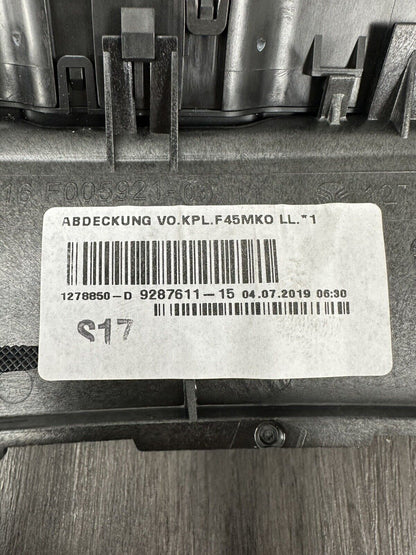 ABDECKUNG VO.KPL.F45MKO LL.*1
1278850-D 9287611-15 04.07.2019 06:30
S17